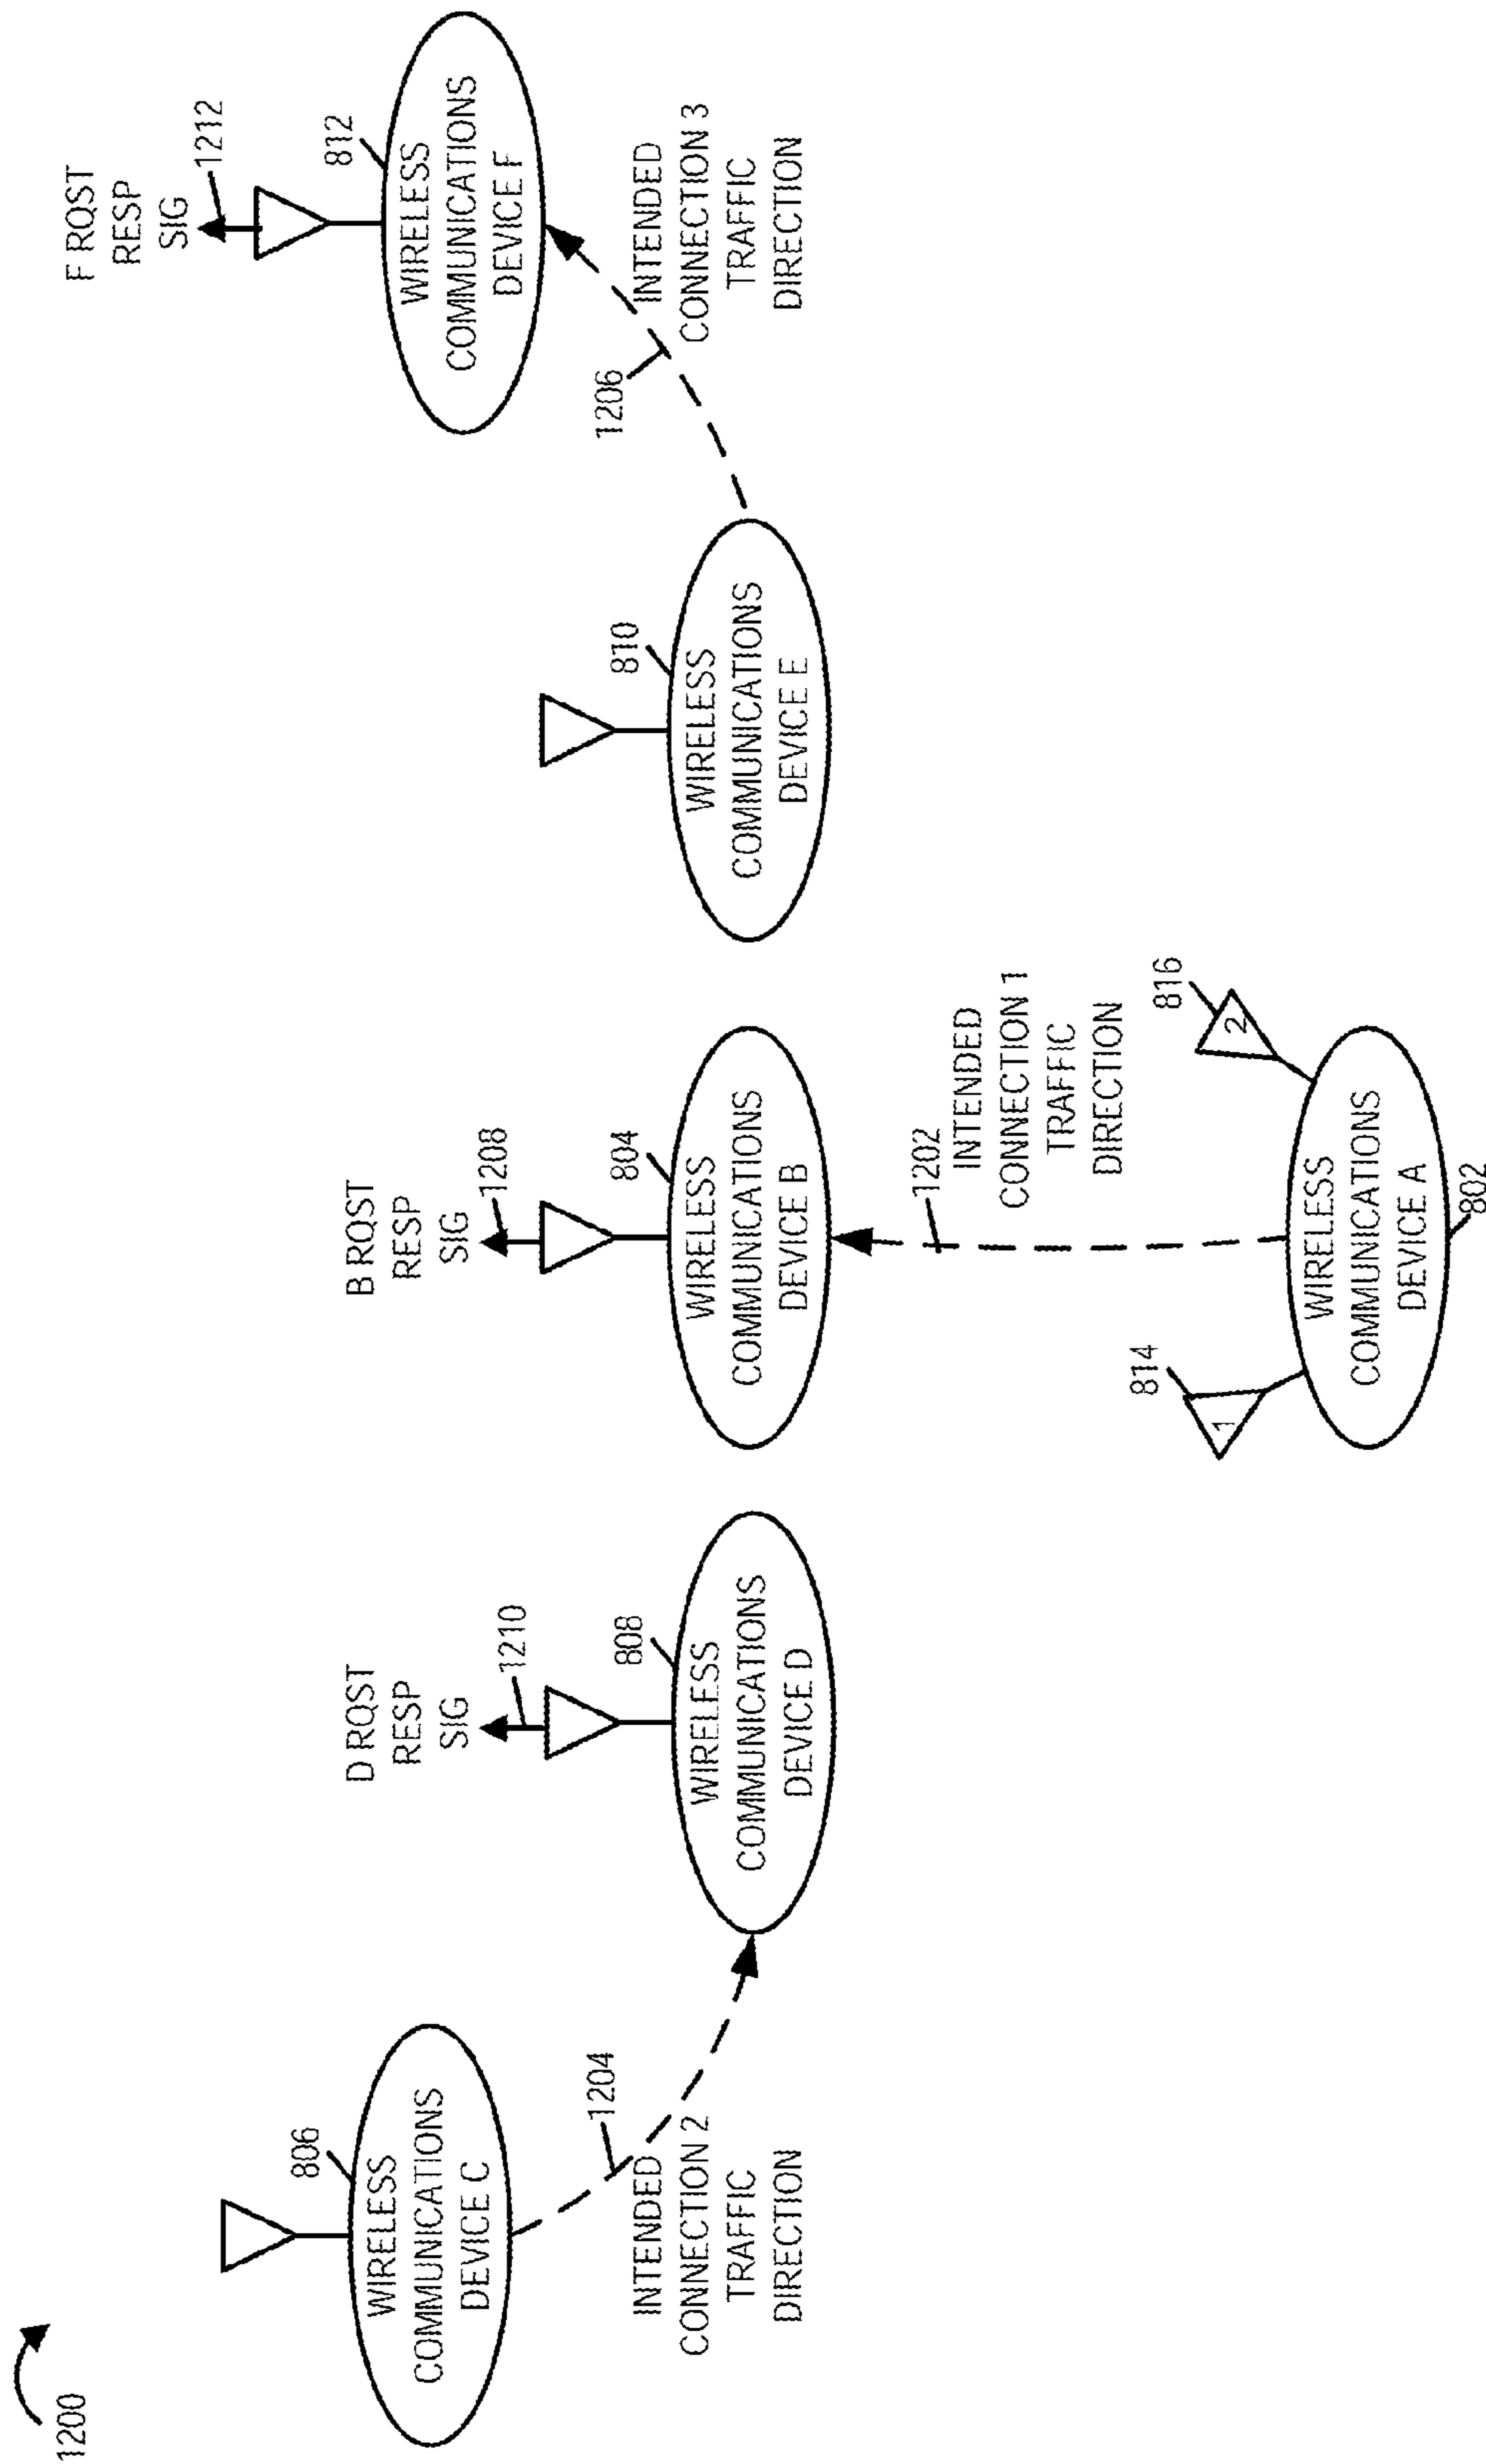 1200
806
WIRELESS
COMMUNICATIONS
DEVICE C
1204
INTENDED
CONNECTION 2
TRAFFIC
DIRECTION
D RQST
RESP
SIG
1210
808
WIRELESS
COMMUNICATIONS
DEVICE D
B RQST
RESP
SIG
1208
804
WIRELESS
COMMUNICATIONS
DEVICE B
1202
INTENDED
CONNECTION 1
TRAFFIC
DIRECTION
814
1
816
2
WIRELESS
COMMUNICATIONS
DEVICE A
802
810
WIRELESS
COMMUNICATIONS
DEVICE E
1206
INTENDED
CONNECTION 3
TRAFFIC
DIRECTION
F RQST
RESP
SIG
1212
812
WIRELESS
COMMUNICATIONS
DEVICE F